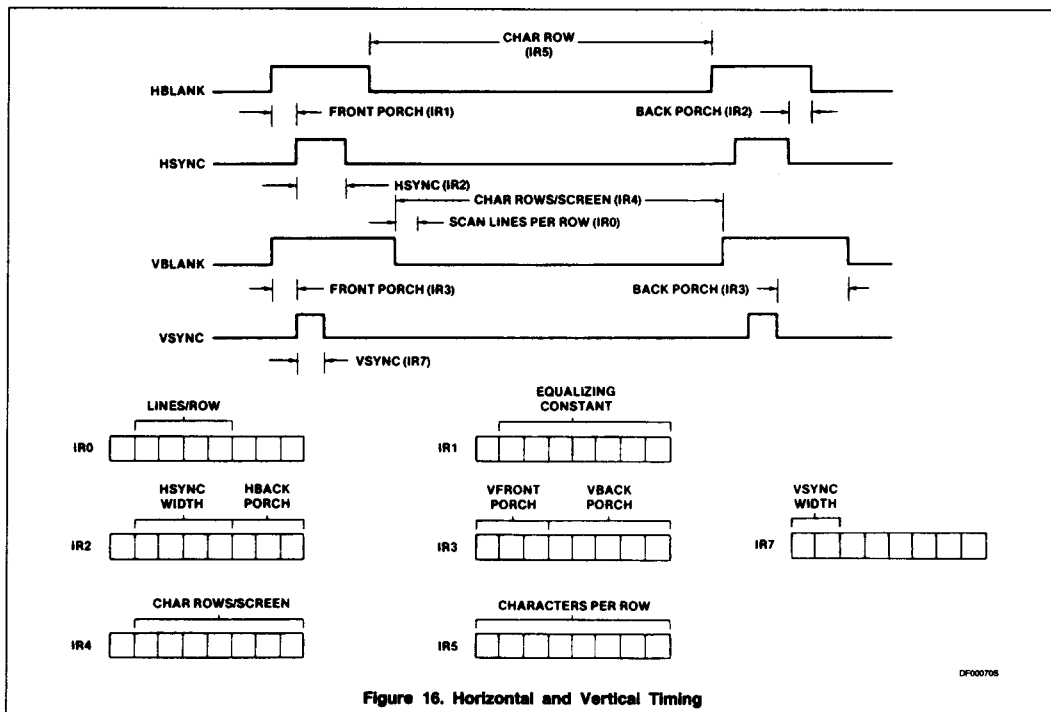 CHAR ROW
(IR5)
HBLANK
FRONT PORCH (IR1)
BACK PORCH (IR2)
HSYNC
HSYNC (IR2)
CHAR ROWS/SCREEN (IR4)
SCAN LINES PER ROW (IR0)
VBLANK
FRONT PORCH (IR3)
BACK PORCH (IR3)
VSYNC
VSYNC (IR7)
LINES/ROW
IR0
EQUALIZING
CONSTANT
IR1
HSYNC
WIDTH
HBACK
PORCH
IR2
VFRONT
PORCH
VBACK
PORCH
IR3
VSYNC
WIDTH
IR7
CHAR ROWS/SCREEN
IR4
CHARACTERS PER ROW
IR5
DF00070S
Figure 16. Horizontal and Vertical Timing